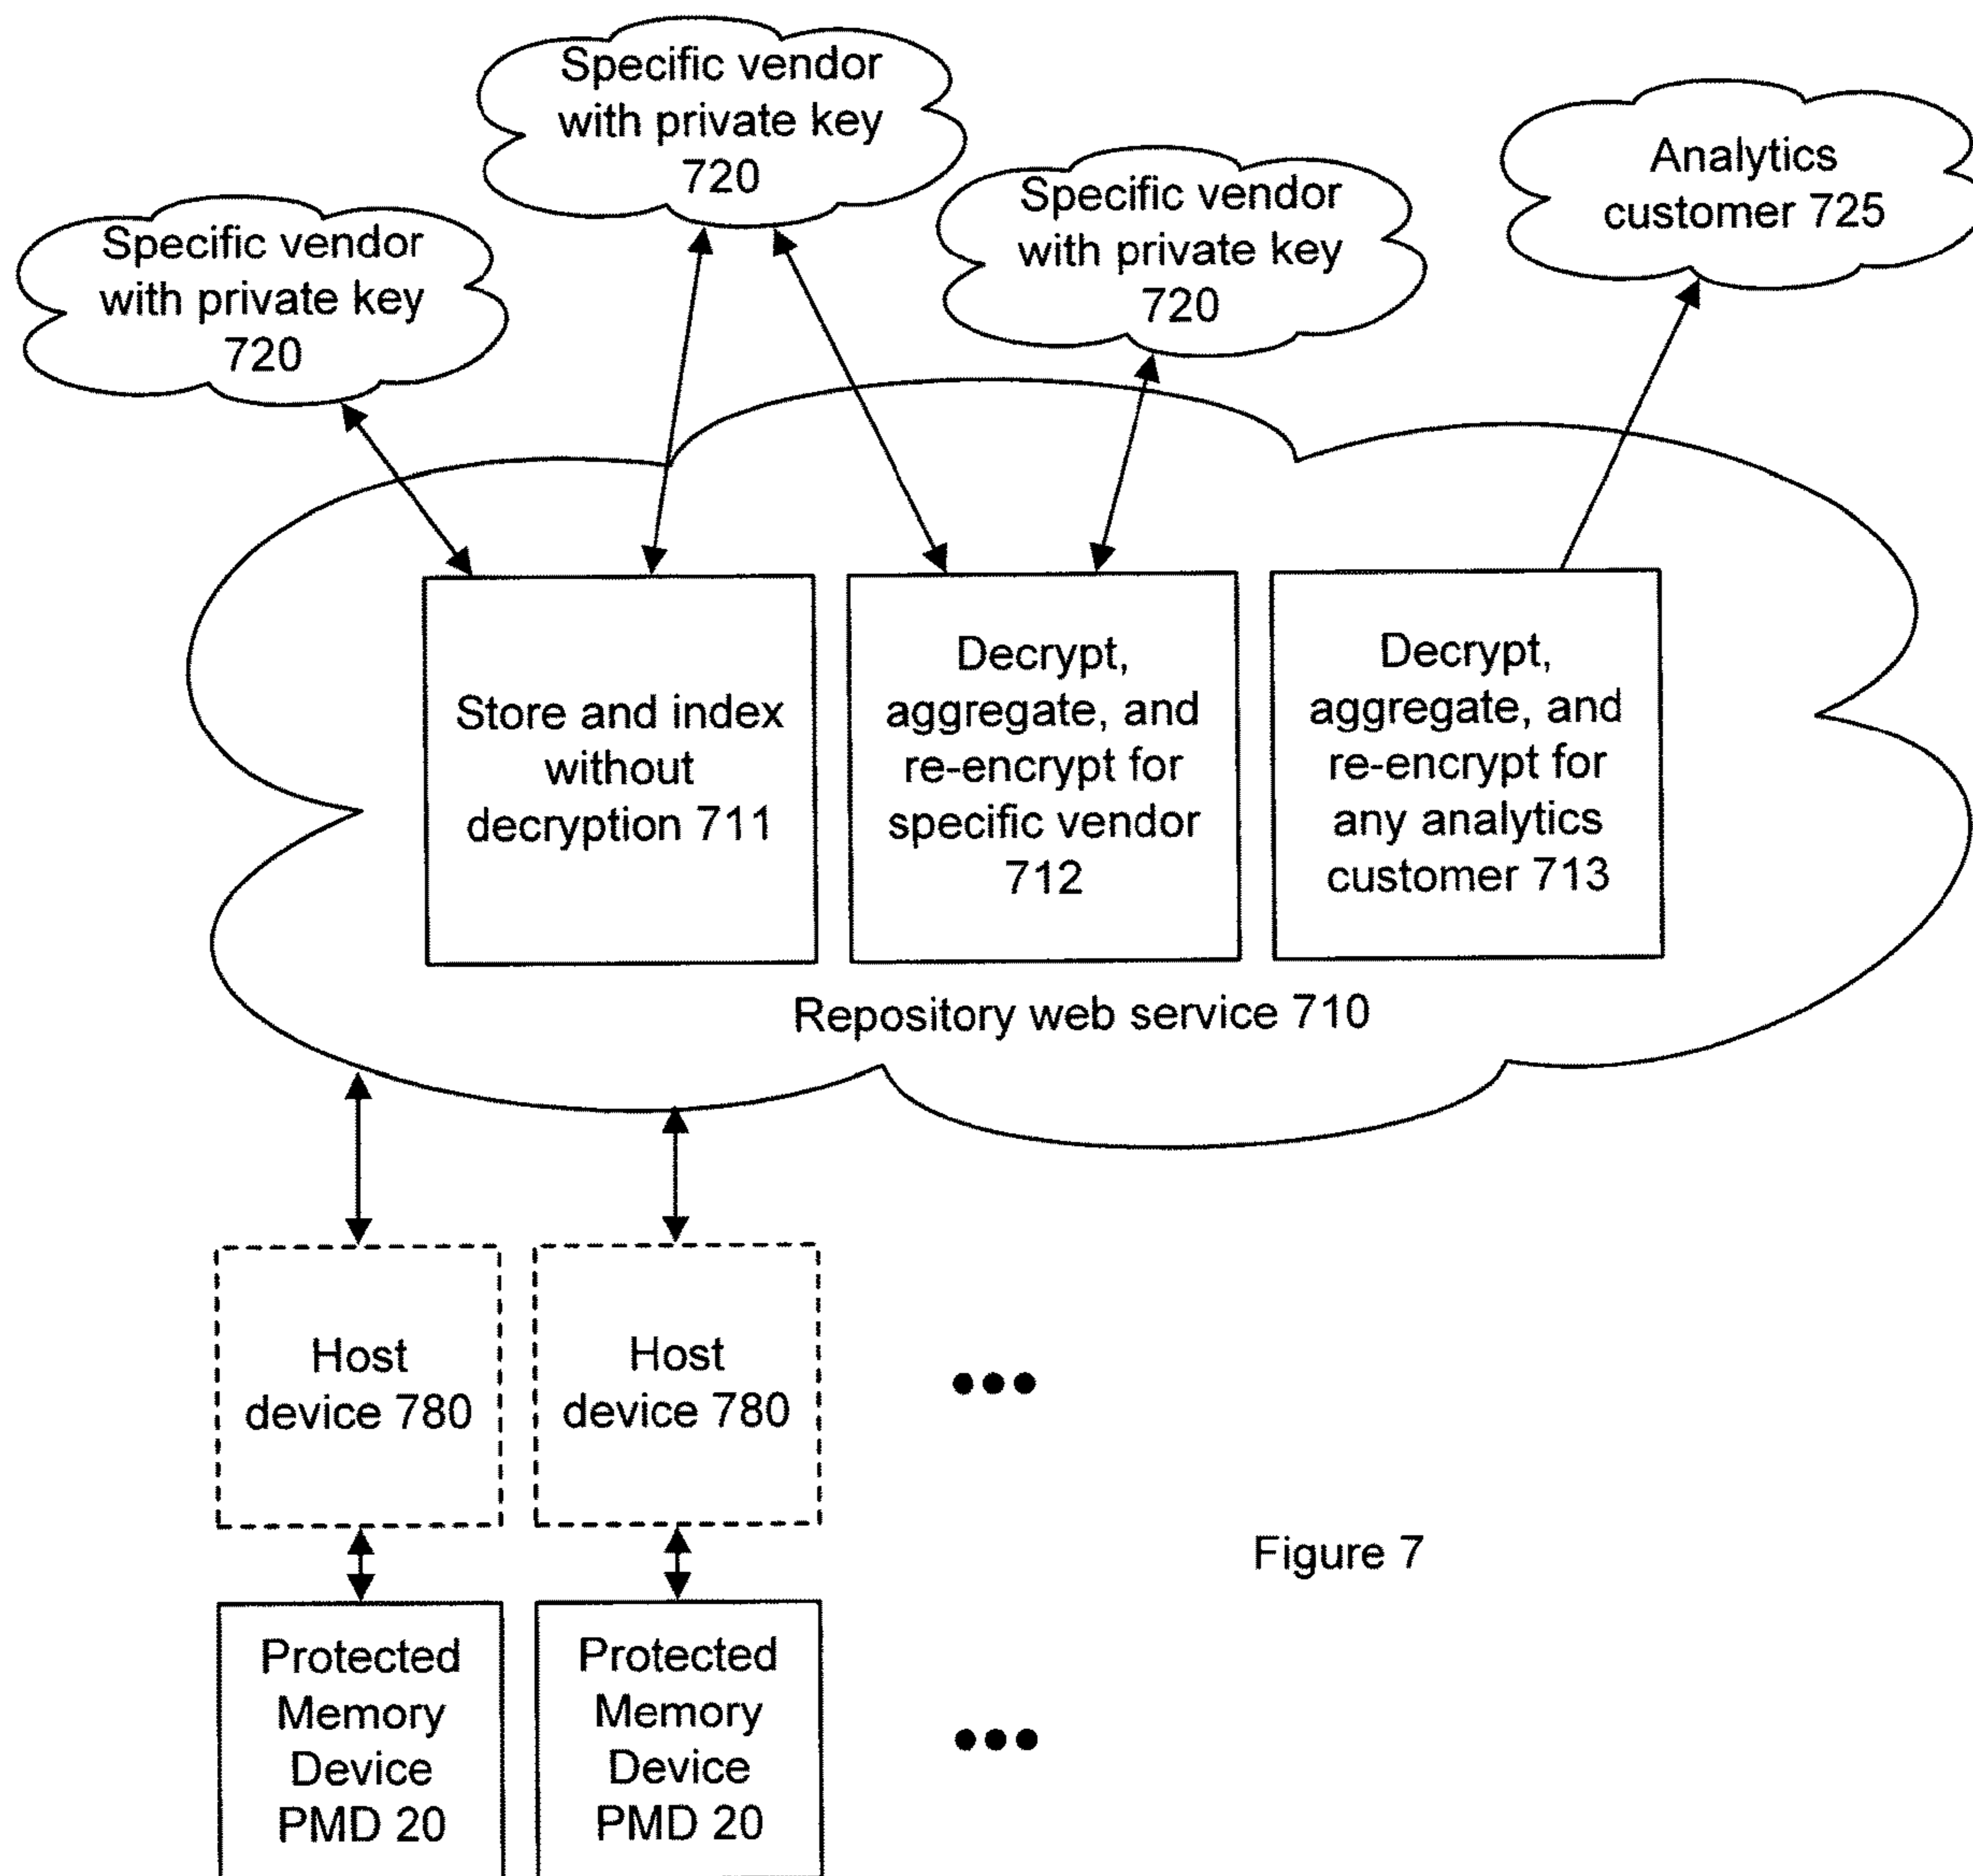 Specific vendor
with private key
720
Specific vendor
with private key
720
Specific vendor
with private key
720
Analytics
customer 725
Store and index
without
decryption 711
Decrypt,
aggregate, and
re-encrypt for
specific vendor
712
Decrypt,
aggregate, and
re-encrypt for
any analytics
customer 713
Repository web service 710
Host
device 780
Host
device 780
Figure 7
Protected
Memory
Device
PMD 20
Protected
Memory
Device
PMD 20